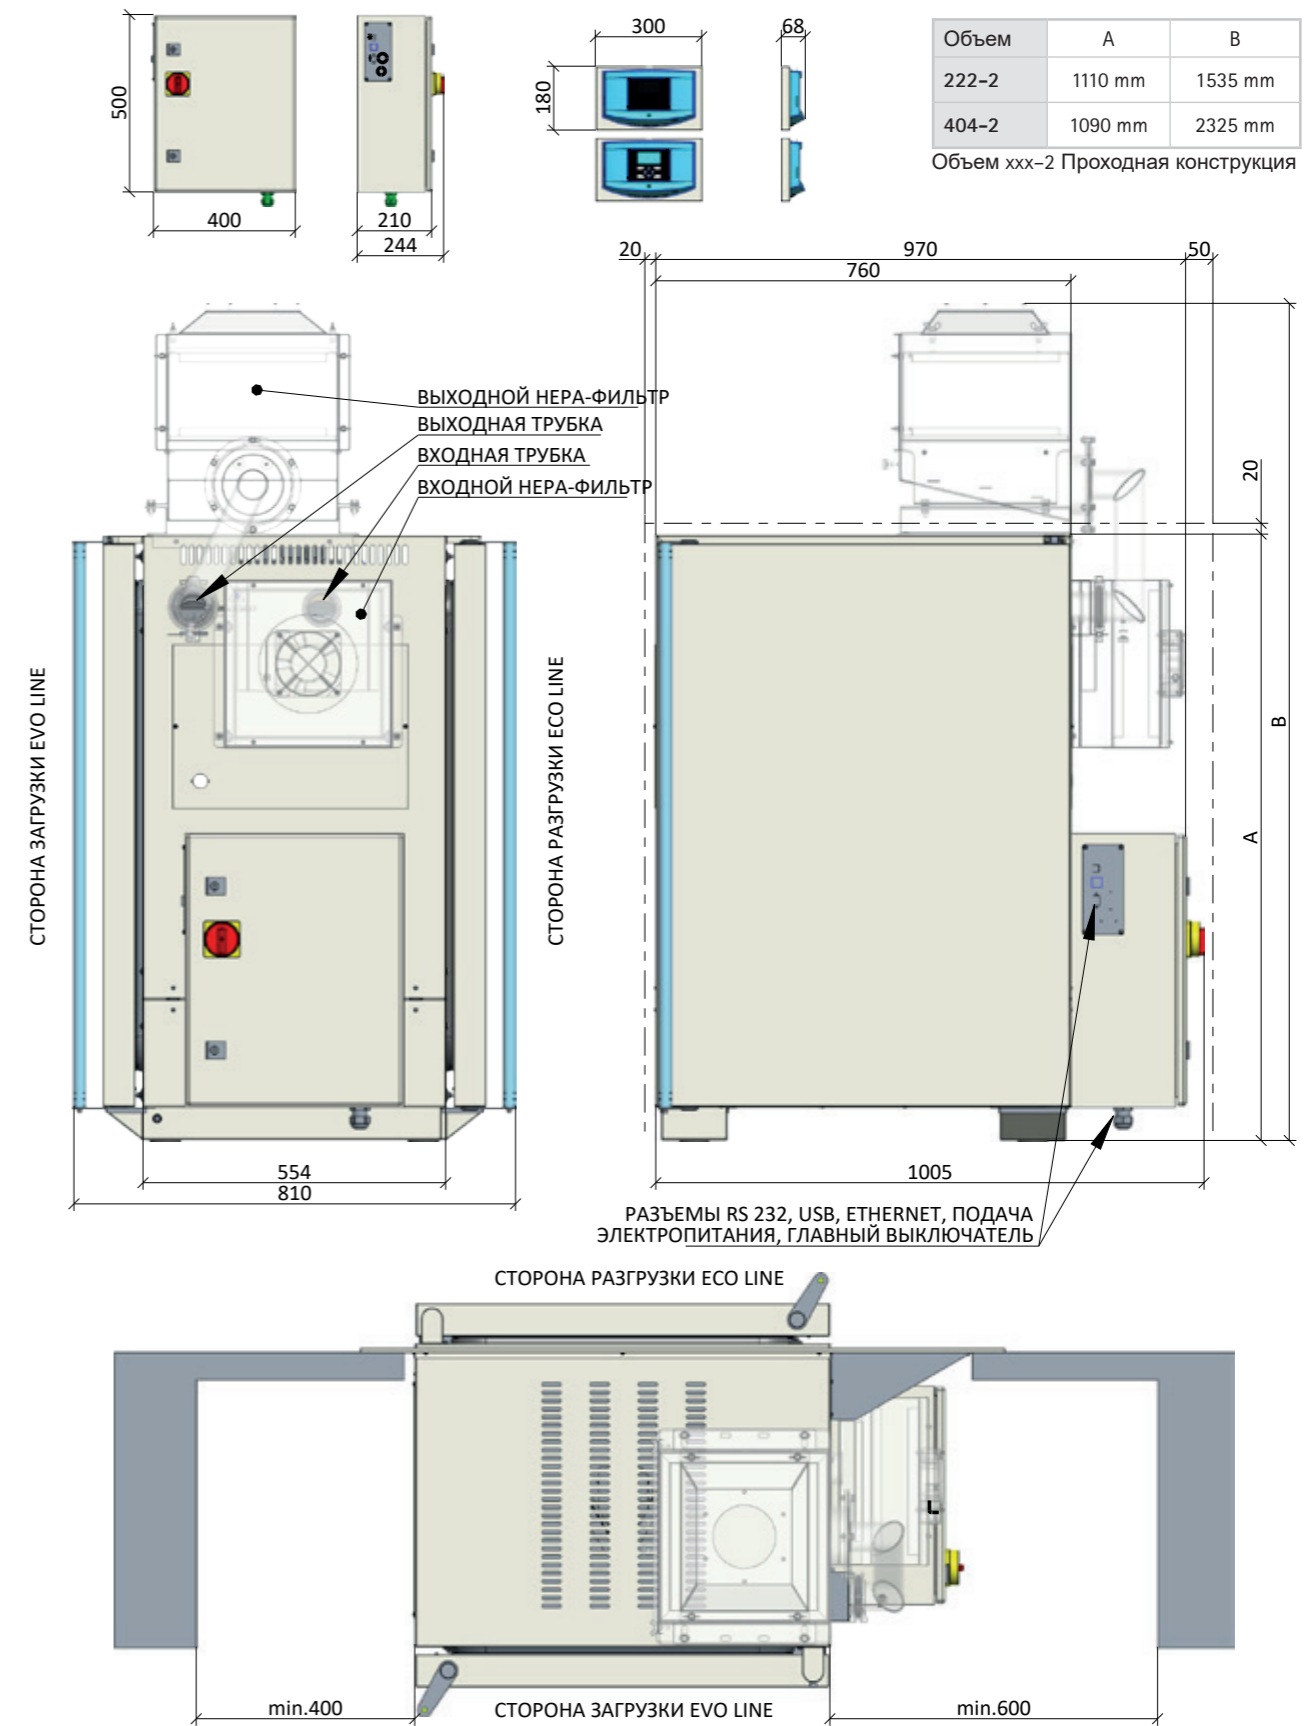 500
400
210
244
300
180
68
Объем A B
222-2 1110 mm 1535 mm
404-2 1090 mm 2325 mm
Объем xxx-2 Проходная конструкция
20
970
50
760
ВЫХОДНОЙ НЕРА-ФИЛЬТР
ВЫХОДНАЯ ТРУБКА
ВХОДНАЯ ТРУБКА
ВХОДНОЙ НЕРА-ФИЛЬТР
20
СТОРОНА ЗАГРУЗКИ EVO LINE
СТОРОНА РАЗГРУЗКИ ECO LINE
B
A
554
810
1005
РАЗЪЕМЫ RS 232, USB, ETHERNET, ПОДАЧА
ЭЛЕКТРОПИТАНИЯ, ГЛАВНЫЙ ВЫКЛЮЧАТЕЛЬ
СТОРОНА РАЗГРУЗКИ ECO LINE
min.400
СТОРОНА ЗАГРУЗКИ EVO LINE
min.600